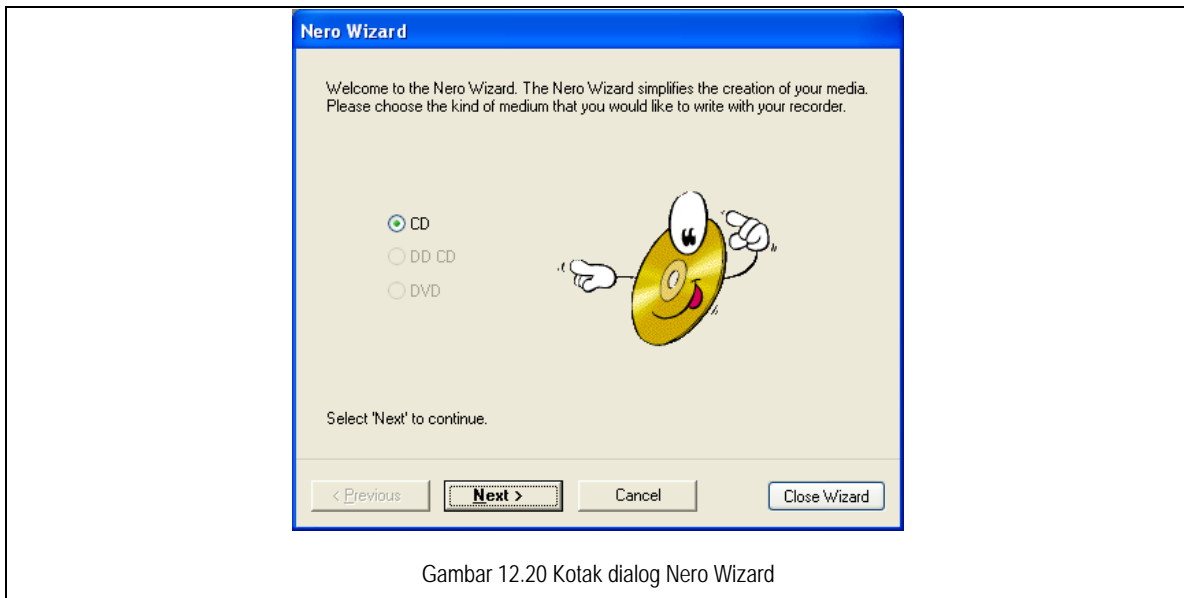 Nero Wizard
Welcome to the Nero Wizard. The Nero Wizard simplifies the creation of your media.
Please choose the kind of medium that you would like to write with your recorder.
CD
DD CD
DVD
Select 'Next' to continue.
< Previous
Next >
Cancel
Close Wizard
Gambar 12.20 Kotak dialog Nero Wizard